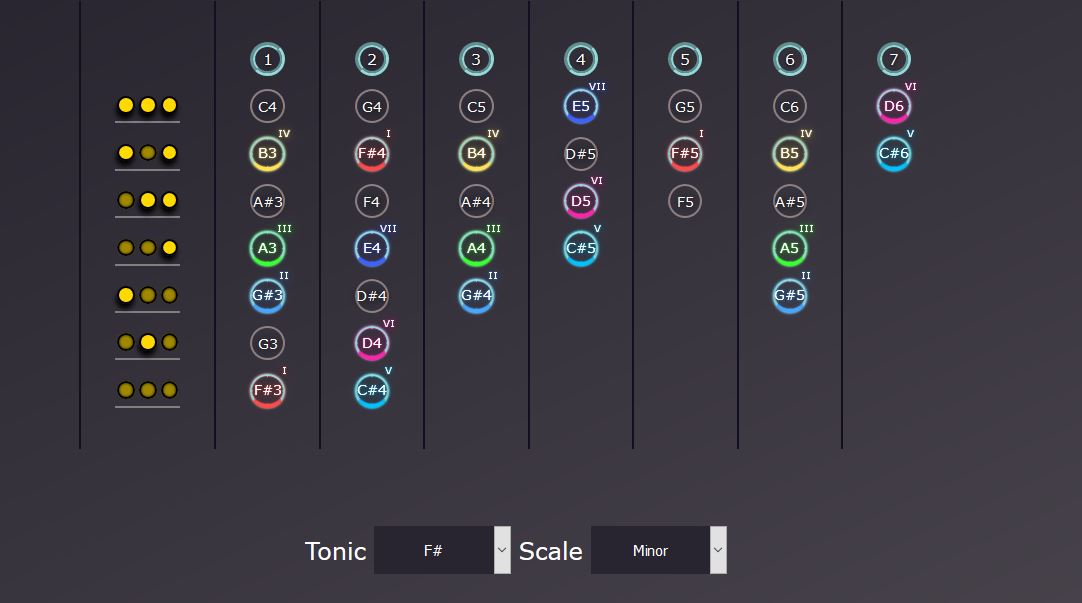 1 2 3 4 5 6 7
VII VI
C4 G4 C5 E5 G5 C6 D6
IV I IV I IV V
B3 F#4 B4 D#5 F#5 B5 C#6
VI
A#3 F4 A#4 D5 F5 A#5
III VII III V III
A3 E4 A4 C#5 A5
II II II
G#3 D#4 G#4 G#5
VI
G3 D4
I V
F#3 C#4
Tonic F# Scale Minor